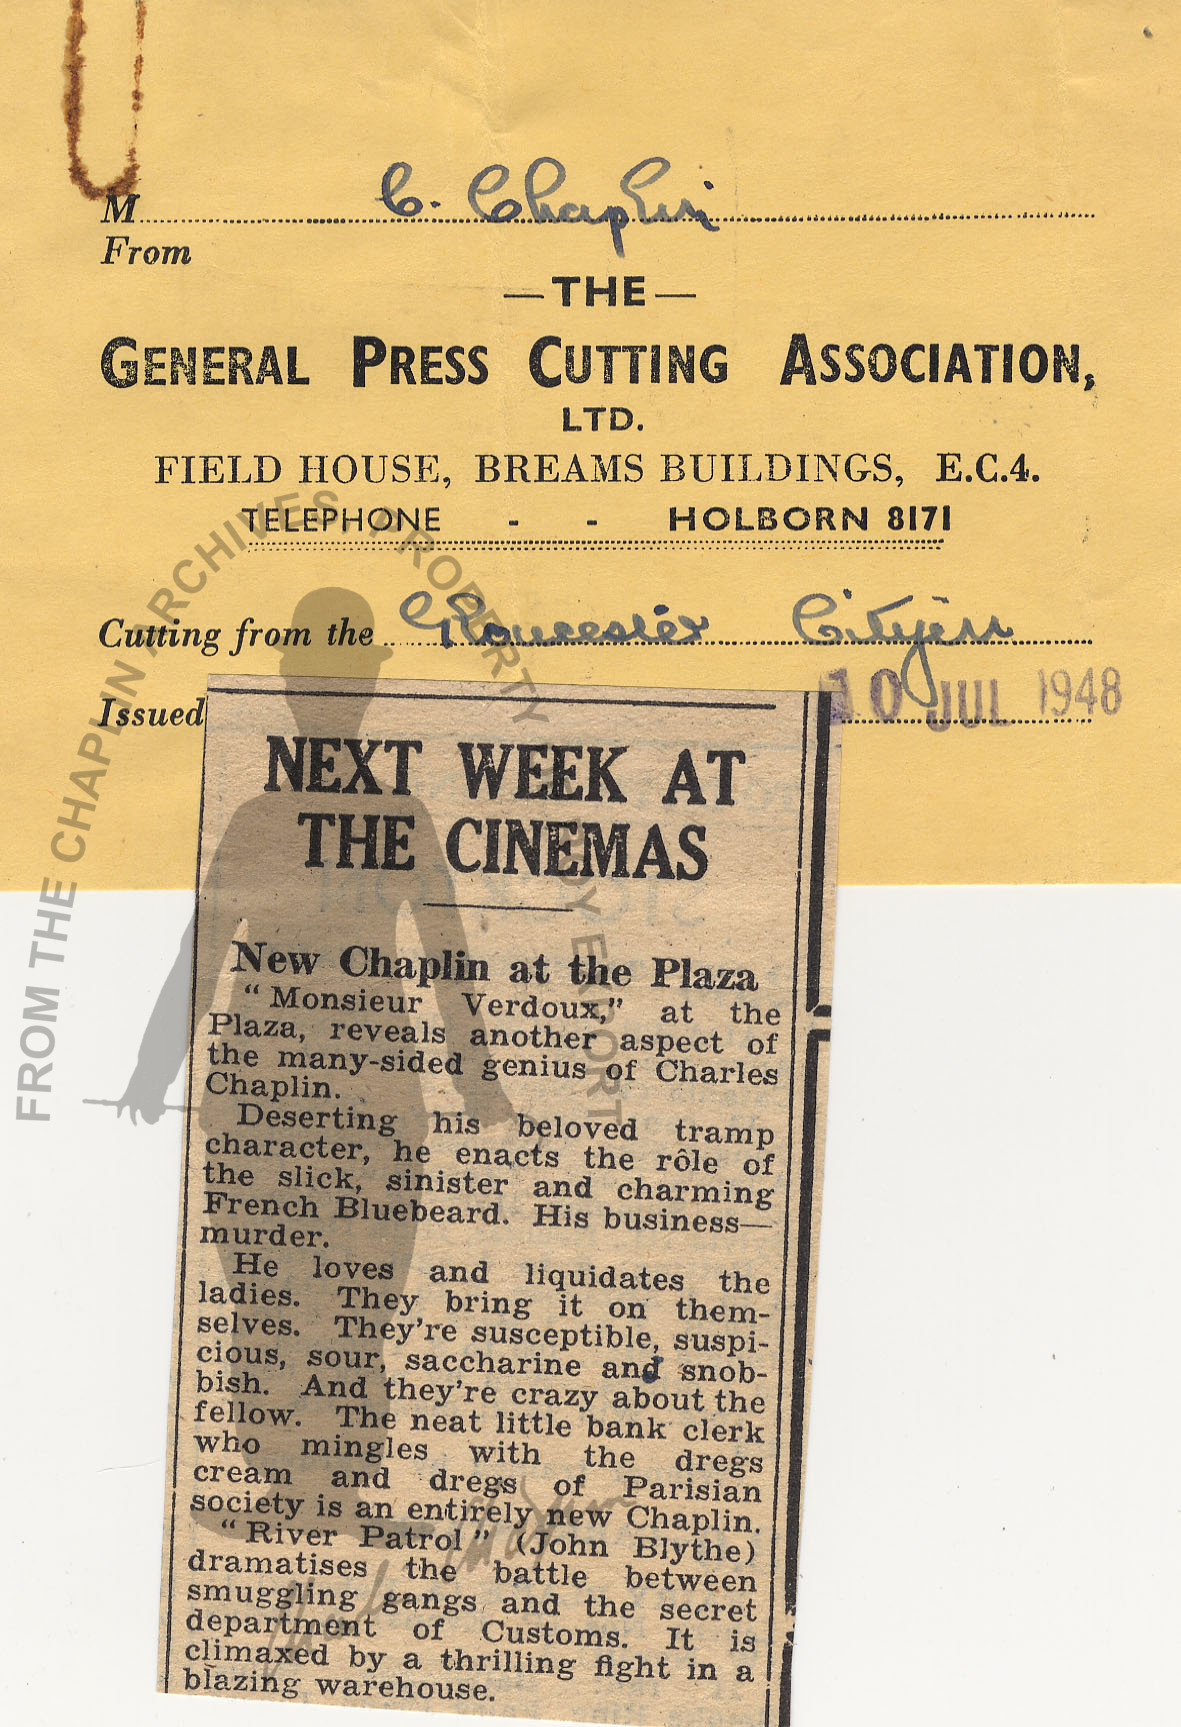 M C. Chaplin
From
—THE—
GENERAL PRESS CUTTING ASSOCIATION,
LTD.
FIELD HOUSE, BREAMS BUILDINGS, E.C.4.
TELEPHONE - - HOLBORN 8171
Cutting from the Gloucester Citizen
Issued 10 JUL 1948
NEXT WEEK AT
THE CINEMAS
New Chaplin at the Plaza
"Monsieur Verdoux," at the
Plaza, reveals another aspect of
the many-sided genius of Charles
Chaplin.
Deserting his beloved tramp
character, he enacts the rôle of
the slick, sinister and charming
French Bluebeard. His business—
murder.
He loves and liquidates the
ladies. They bring it on them-
selves. They're susceptible, suspi-
cious, sour, saccharine and snob-
bish. And they're crazy about the
fellow. The neat little bank clerk
who mingles with the dregs
cream and dregs of Parisian
society is an entirely new Chaplin.
"River Patrol" (John Blythe)
dramatises the battle between
smuggling gangs and the secret
department of Customs. It is
climaxed by a thrilling fight in a
blazing warehouse.
FROM THE CHAPLIN ARCHIVES, PROPERTY ROY EXPORT